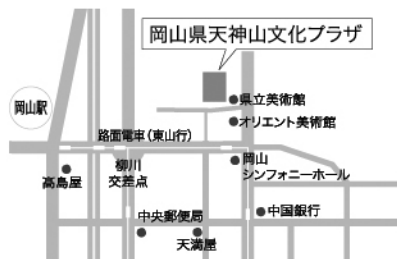 岡山県天神山文化プラザ
岡山駅
県立美術館
オリエント美術館
路面電車(東山行)
柳川
交差点
岡山
シンフォニーホール
高島屋
中央郵便局
天満屋
中国銀行